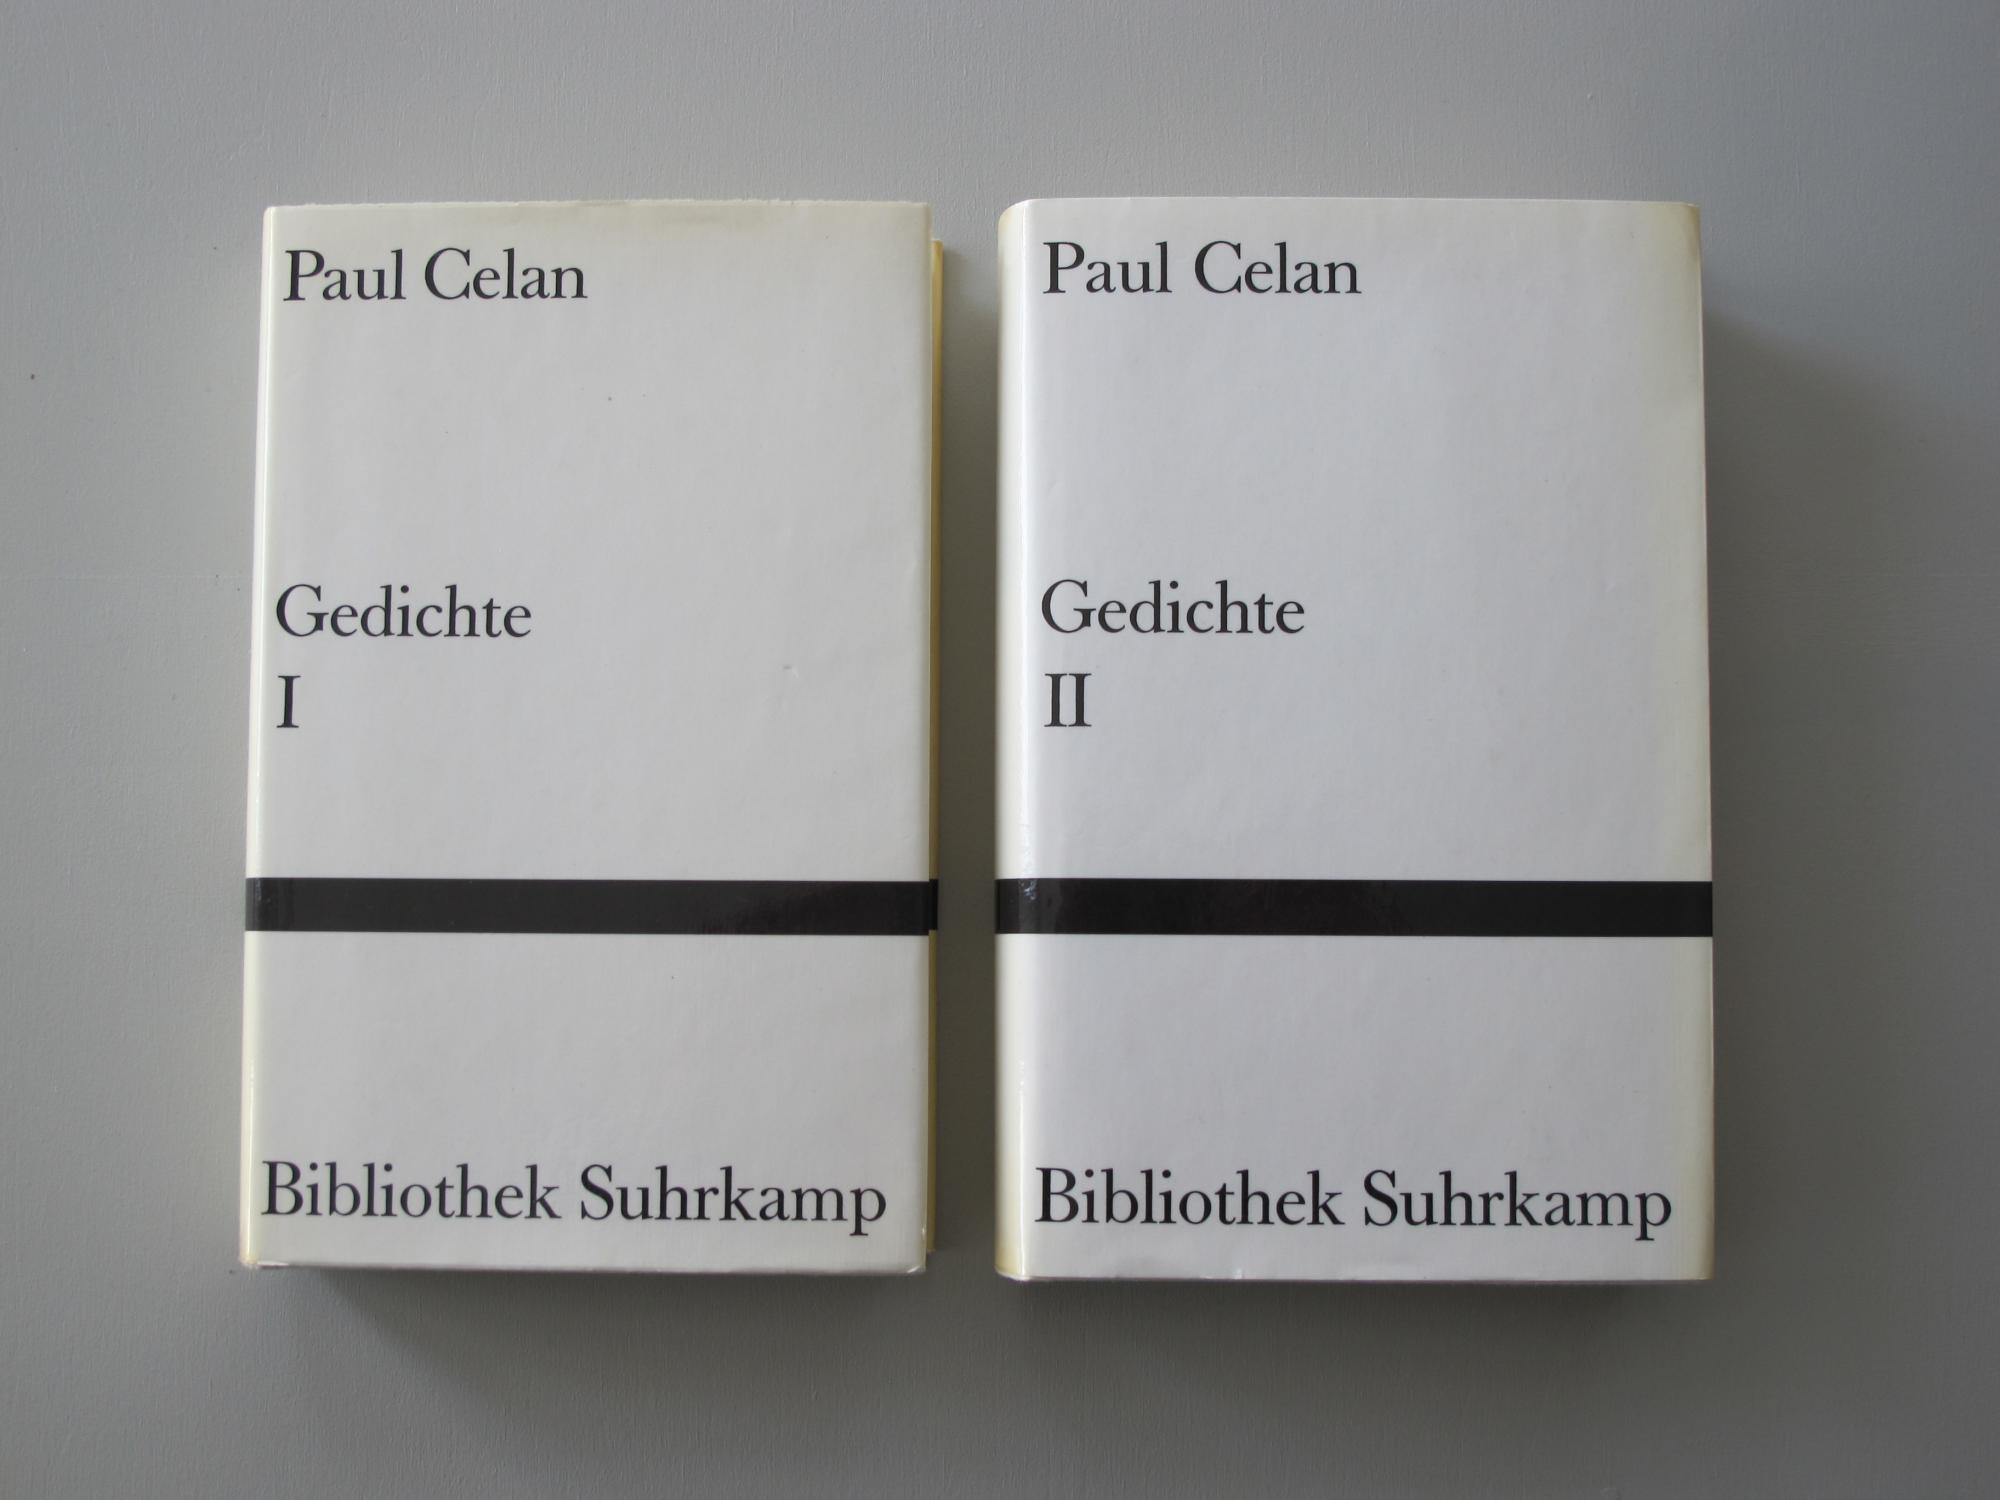 Paul Celan
Gedichte
I
Bibliothek Suhrkamp
Paul Celan
Gedichte
II
Bibliothek Suhrkamp